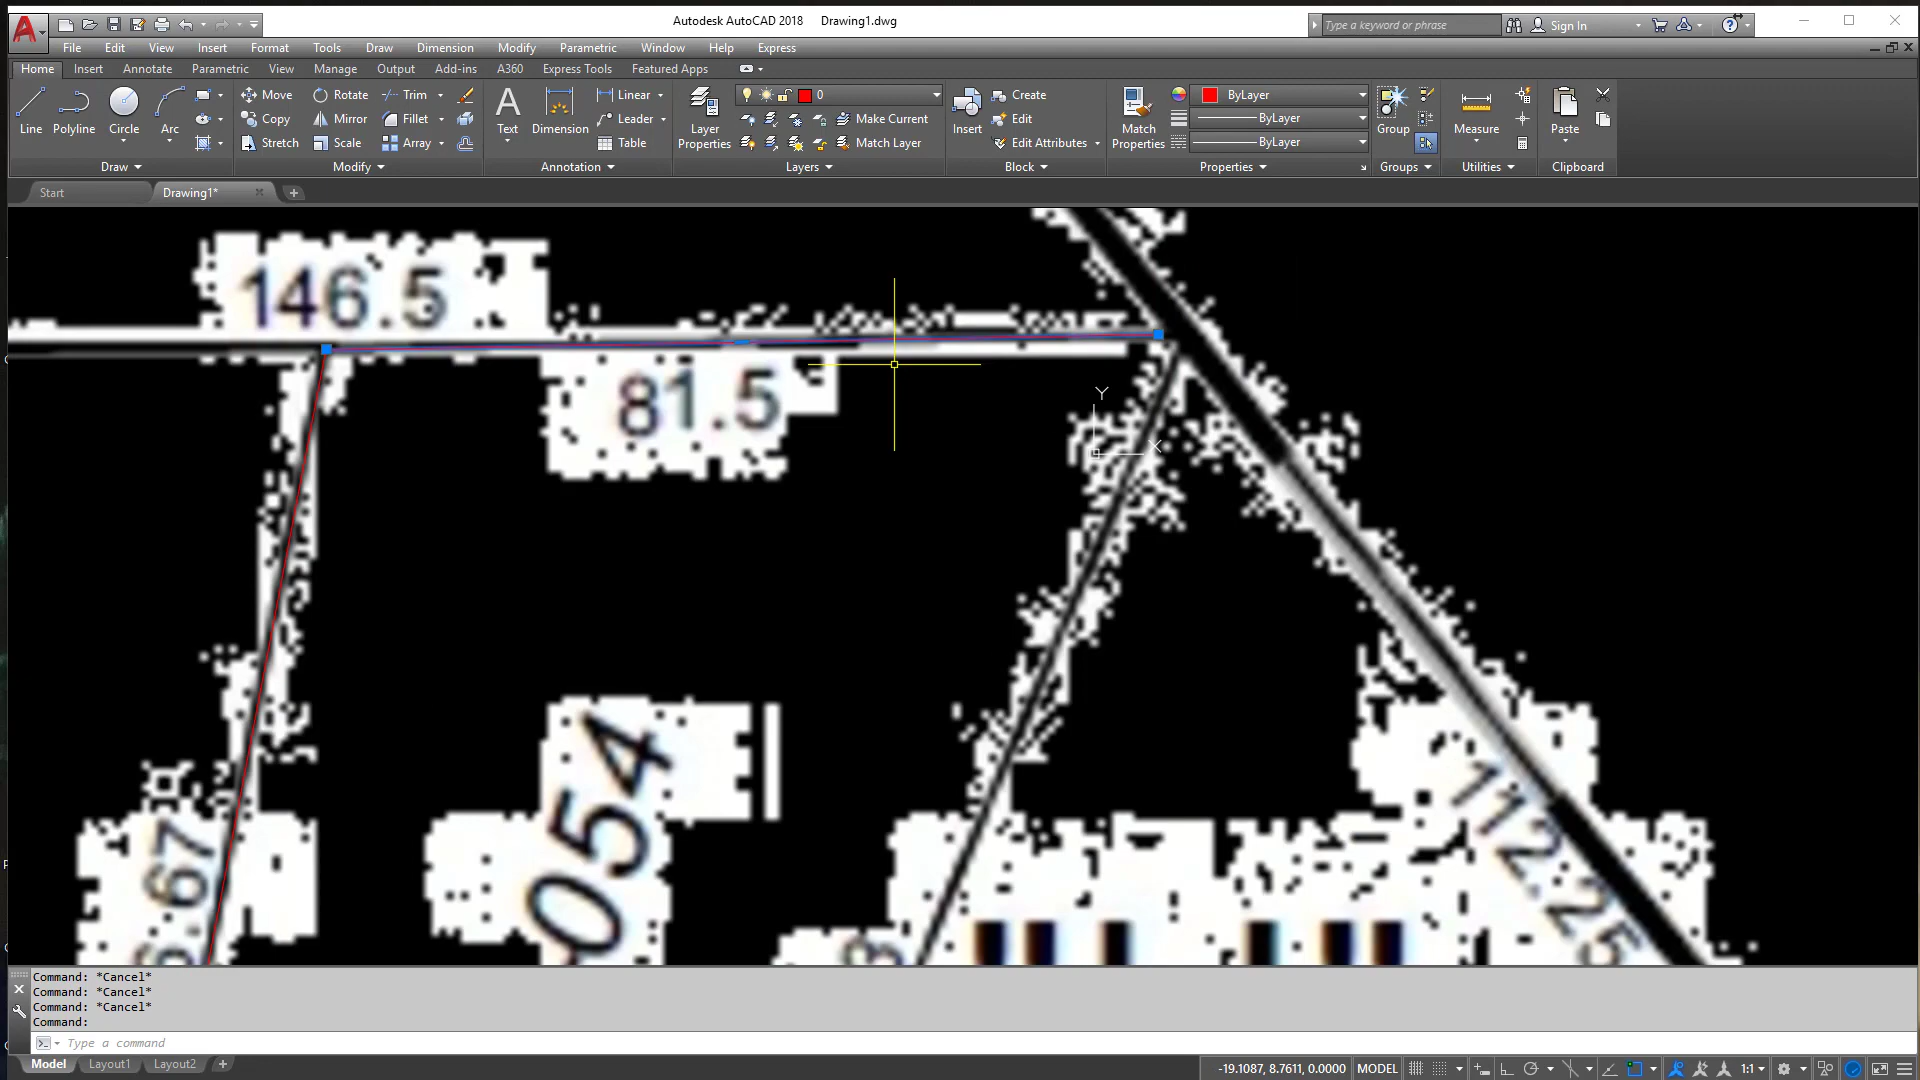 Autodesk AutoCAD 2018 Drawing1.dwg
Type a keyword or phrase
Sign In
File Edit View Insert Format Tools Draw Dimension Modify Parametric Window Help Express
Home Insert Annotate Parametric View Manage Output Add-ins A360 Express Tools Featured Apps
Line
Polyline
Circle
Arc
Draw
Move Rotate Trim
Copy Mirror Fillet
Stretch Scale Array
Modify
Text
Dimension
Linear
Leader
Table
Annotation
Layer
Properties
0
Make Current
Match Layer
Layers
Insert
Create
Edit
Edit Attributes
Block
Match
Properties
ByLayer
ByLayer
ByLayer
Properties
Group
Groups
Measure
Utilities
Paste
Clipboard
Start
Drawing1*
146.5
81.5
Y
X
.67
054
112.25
Command: *Cancel*
Command: *Cancel*
Command: *Cancel*
Command:
Type a command
Model Layout1 Layout2
-19.1087, 8.7611, 0.0000 MODEL
1:1